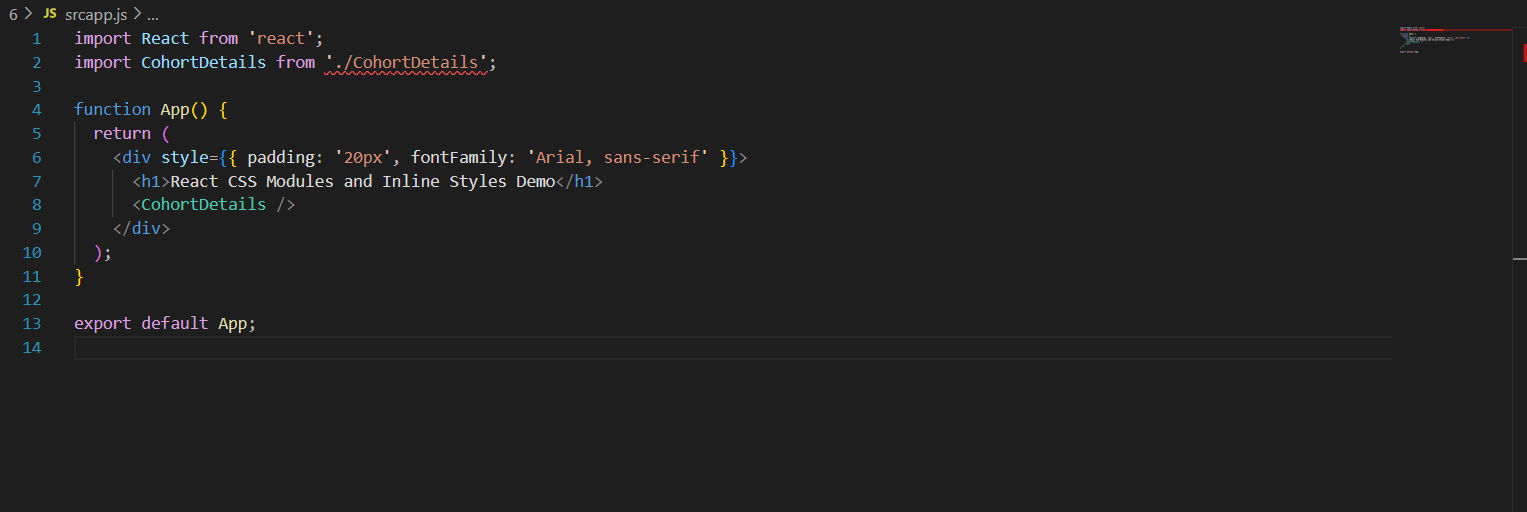 6 > JS srcapp.js > ...
1 import React from 'react';
2 import CohortDetails from './CohortDetails';
3
4 function App() {
5   return (
6     <div style={{ padding: '20px', fontFamily: 'Arial, sans-serif' }}>
7       <h1>React CSS Modules and Inline Styles Demo</h1>
8       <CohortDetails />
9     </div>
10   );
11 }
12
13 export default App;
14